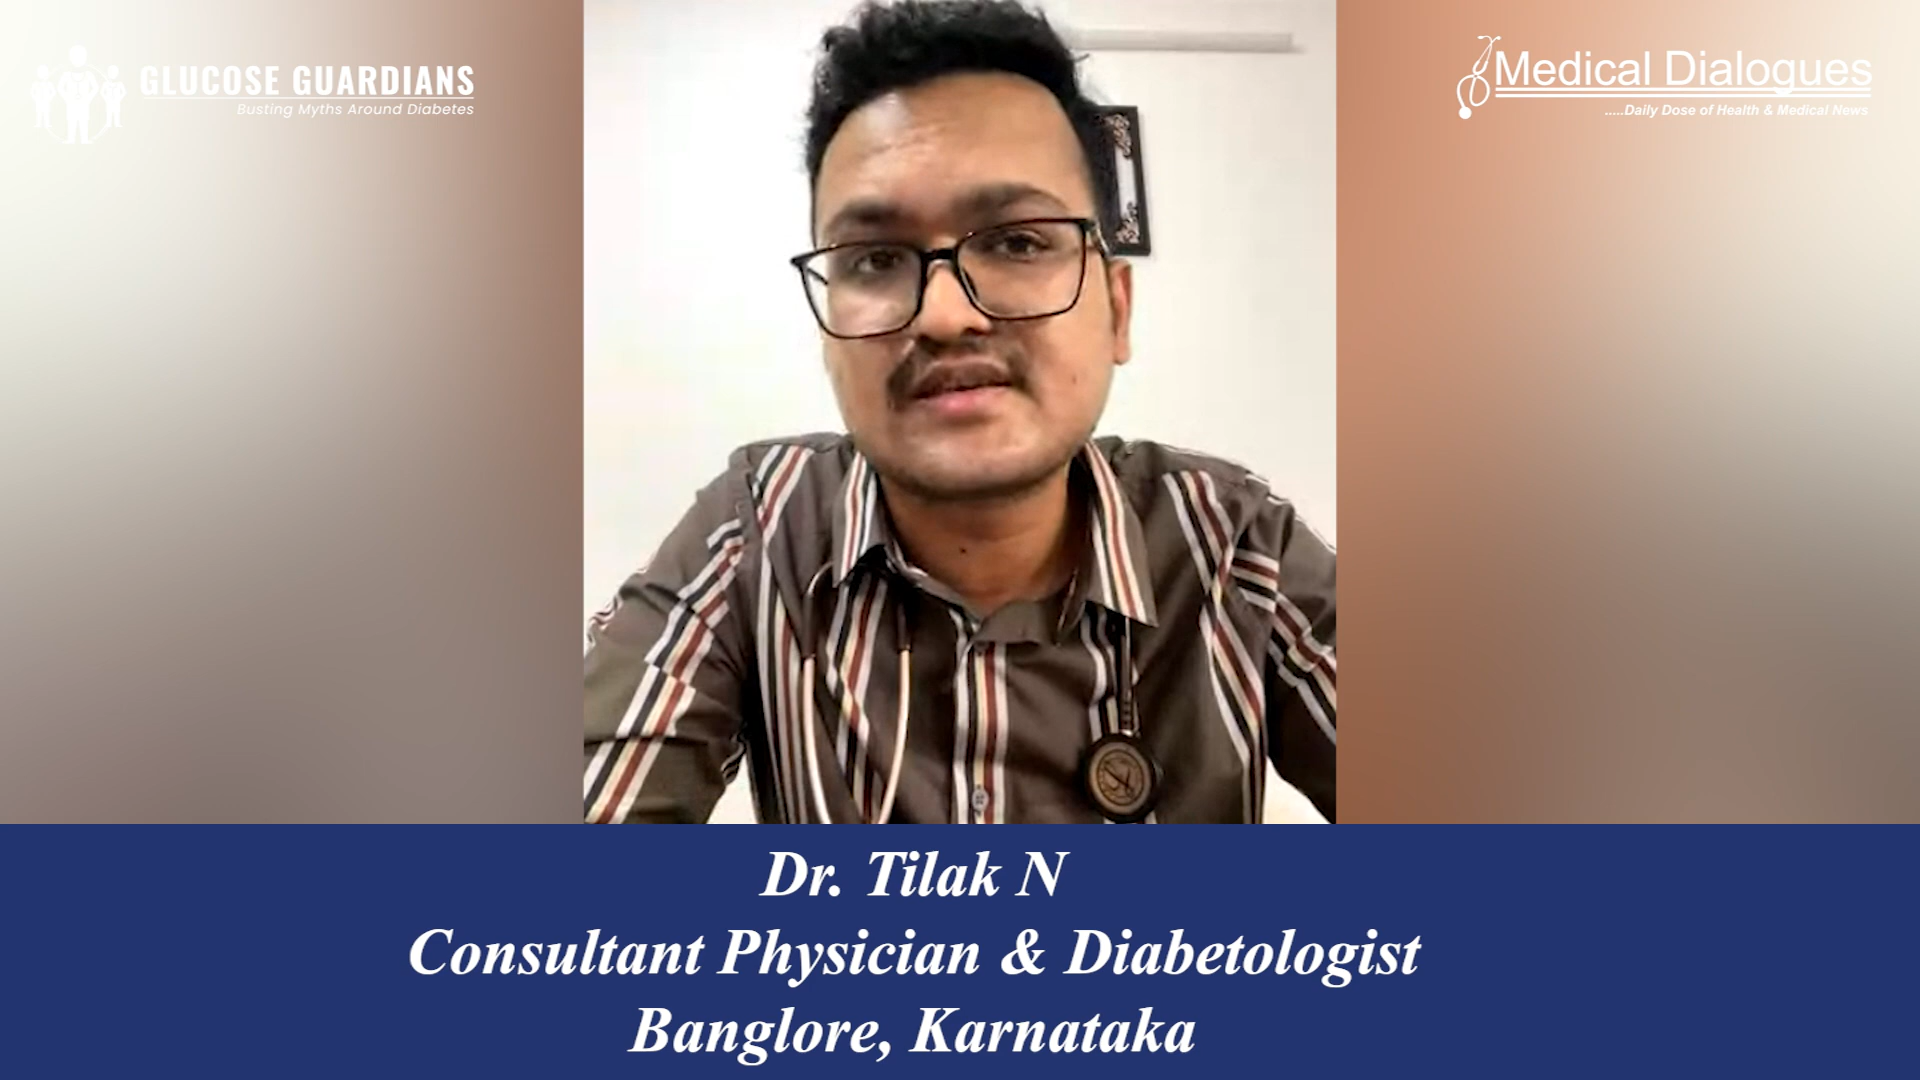 GLUCOSE GUARDIANS
Busting Myths Around Diabetes
Medical Dialogues
.....Daily Dose of Health & Medical News
Dr. Tilak N
Consultant Physician & Diabetologist
Banglore, Karnataka